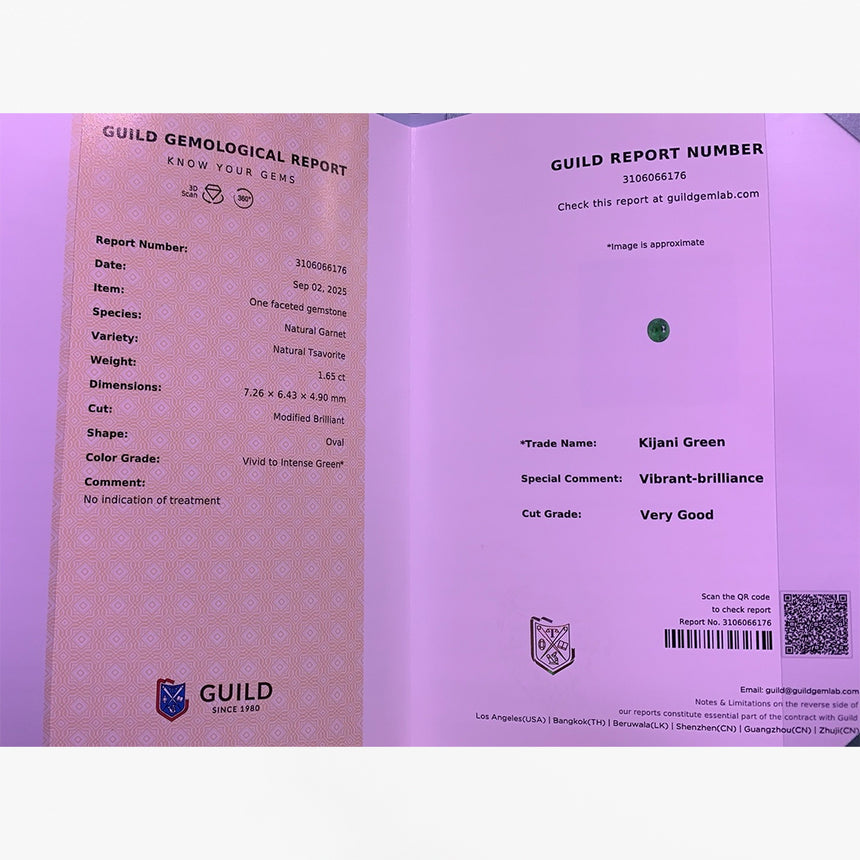 GUILD GEMOLOGICAL REPORT
KNOW YOUR GEMS
3D Scan
360°
Report Number: 3106066176
Date: Sep 02, 2025
Item: One faceted gemstone
Species: Natural Garnet
Variety: Natural Tsavorite
Weight: 1.65 ct
Dimensions: 7.26 × 6.43 × 4.90 mm
Cut: Modified Brilliant
Shape: Oval
Color Grade: Vivid to Intense Green*
Comment:
No indication of treatment
GUILD
SINCE 1980
GUILD REPORT NUMBER
3106066176
Check this report at guildgemlab.com
*Image is approximate
*Trade Name: Kijani Green
Special Comment: Vibrant-brilliance
Cut Grade: Very Good
Scan the QR code
to check report
Report No. 3106066176
Email: guild@guildgemlab.com
Notes & Limitations on the reverse side of
our reports constitute essential part of the contract with Guild
Los Angeles(USA) | Bangkok(TH) | Beruwala(LK) | Shenzhen(CN) | Guangzhou(CN) | Zhuji(CN)